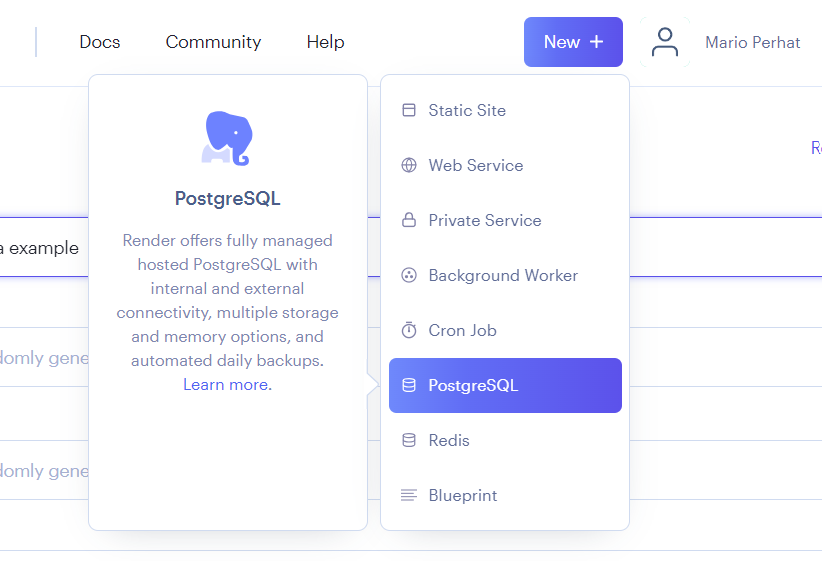 Docs
Community
Help
New +
Mario Perhat
PostgreSQL
Render offers fully managed
hosted PostgreSQL with
internal and external
connectivity, multiple storage
and memory options, and
automated daily backups.
Learn more.
Static Site
Web Service
Private Service
Background Worker
Cron Job
PostgreSQL
Redis
Blueprint
a example
domly gene
domly gene